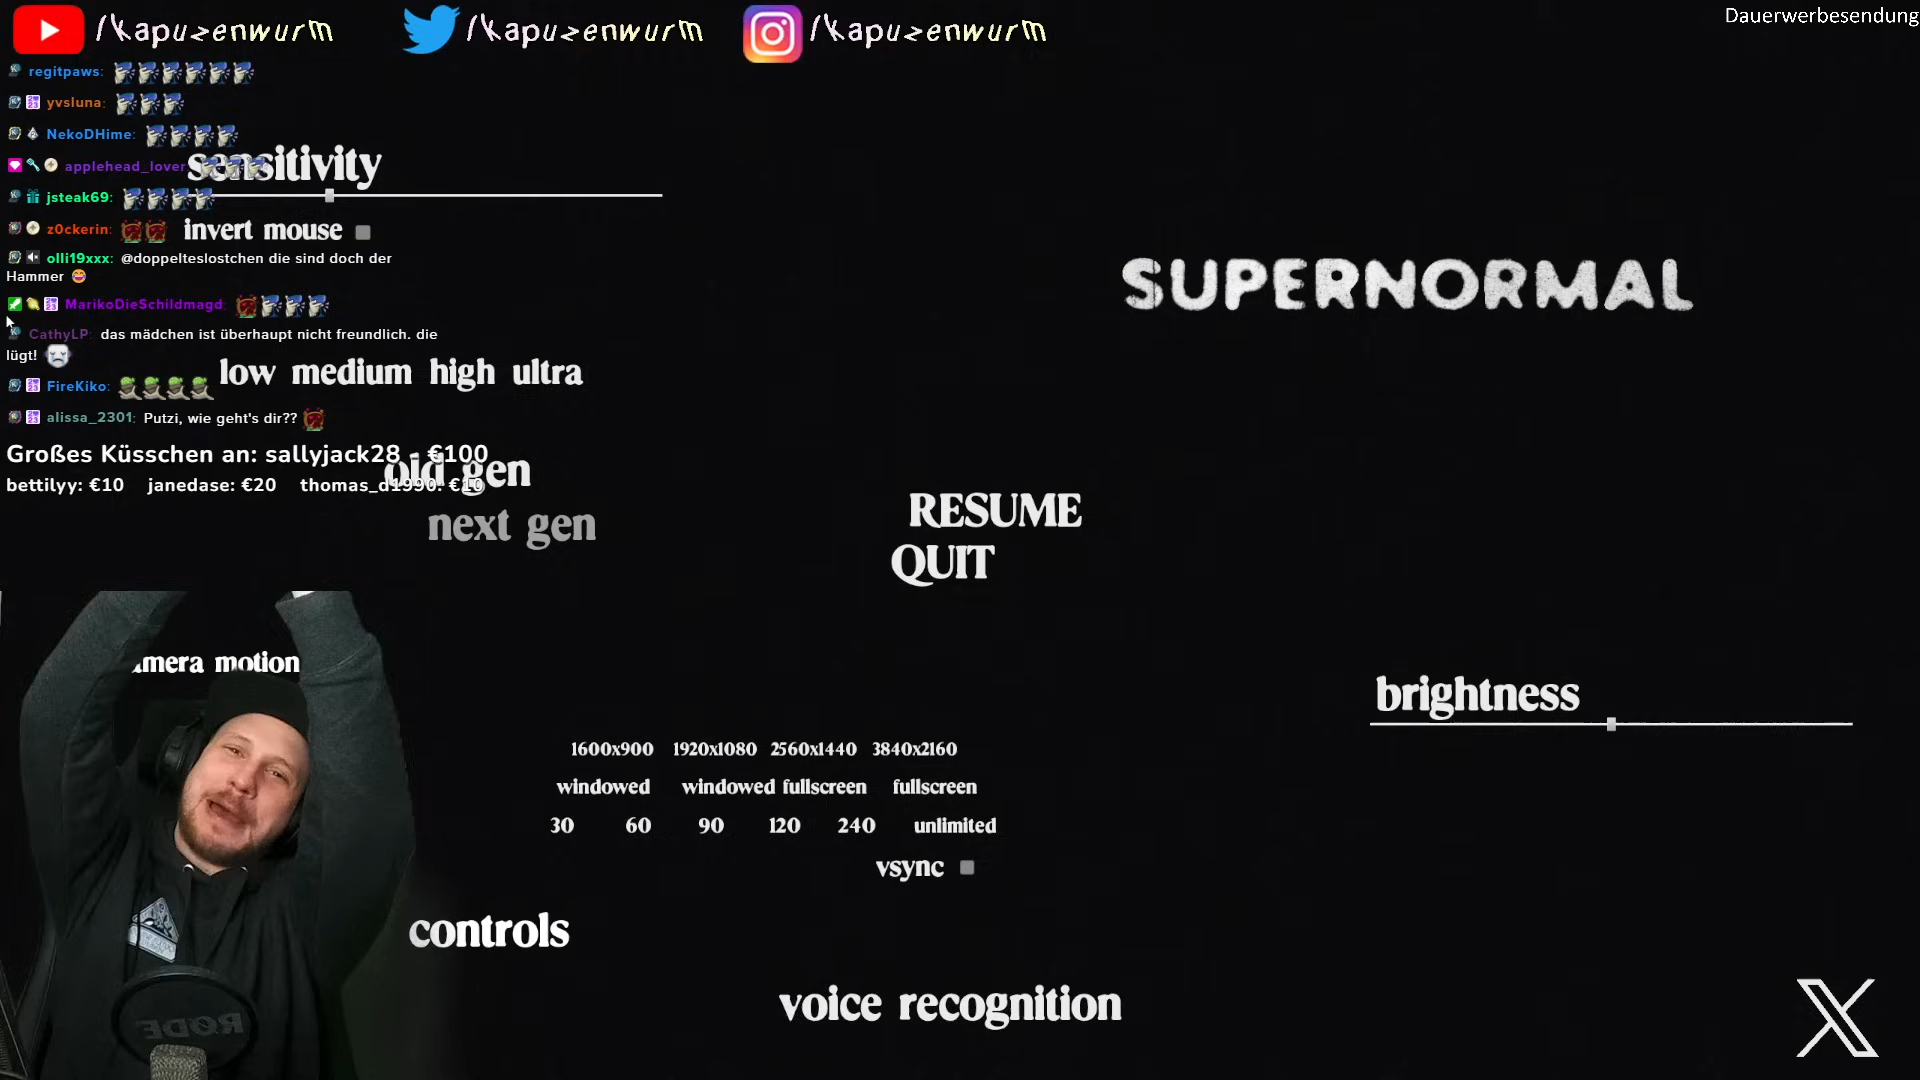 /kapuzenwurm /kapuzenwurm /kapuzenwurm
Dauerwerbesendung
regitpaws:
yvsluna:
NekoDHime:
applehead_lover
jsteak69:
z0ckerin:
olli19xxx: @doppelteslostchen die sind doch der
Hammer
MarikoDieSchildmagd:
CathyLP: das mädchen ist überhaupt nicht freundlich. die
lügt!
FireKiko:
alissa_2301: Putzi, wie geht's dir??
Großes Küsschen an: sallyjack28 - €100
bettilyy: €10 janedase: €20 thomas_d1990: €10
sensitivity
invert mouse
low medium high ultra
old gen
next gen
SUPERNORMAL
RESUME
QUIT
motion
brightness
1600x900 1920x1080 2560x1440 3840x2160
windowed windowed fullscreen fullscreen
30 60 90 120 240 unlimited
vsync
controls
voice recognition
RODE